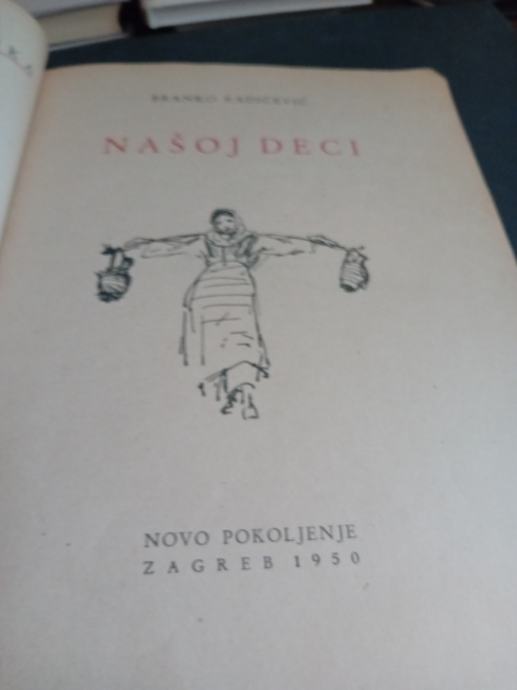 BRANKO RADIČEVIĆ
NAŠOJ DECI
NOVO POKOLJENJE
ZAGREB 1950